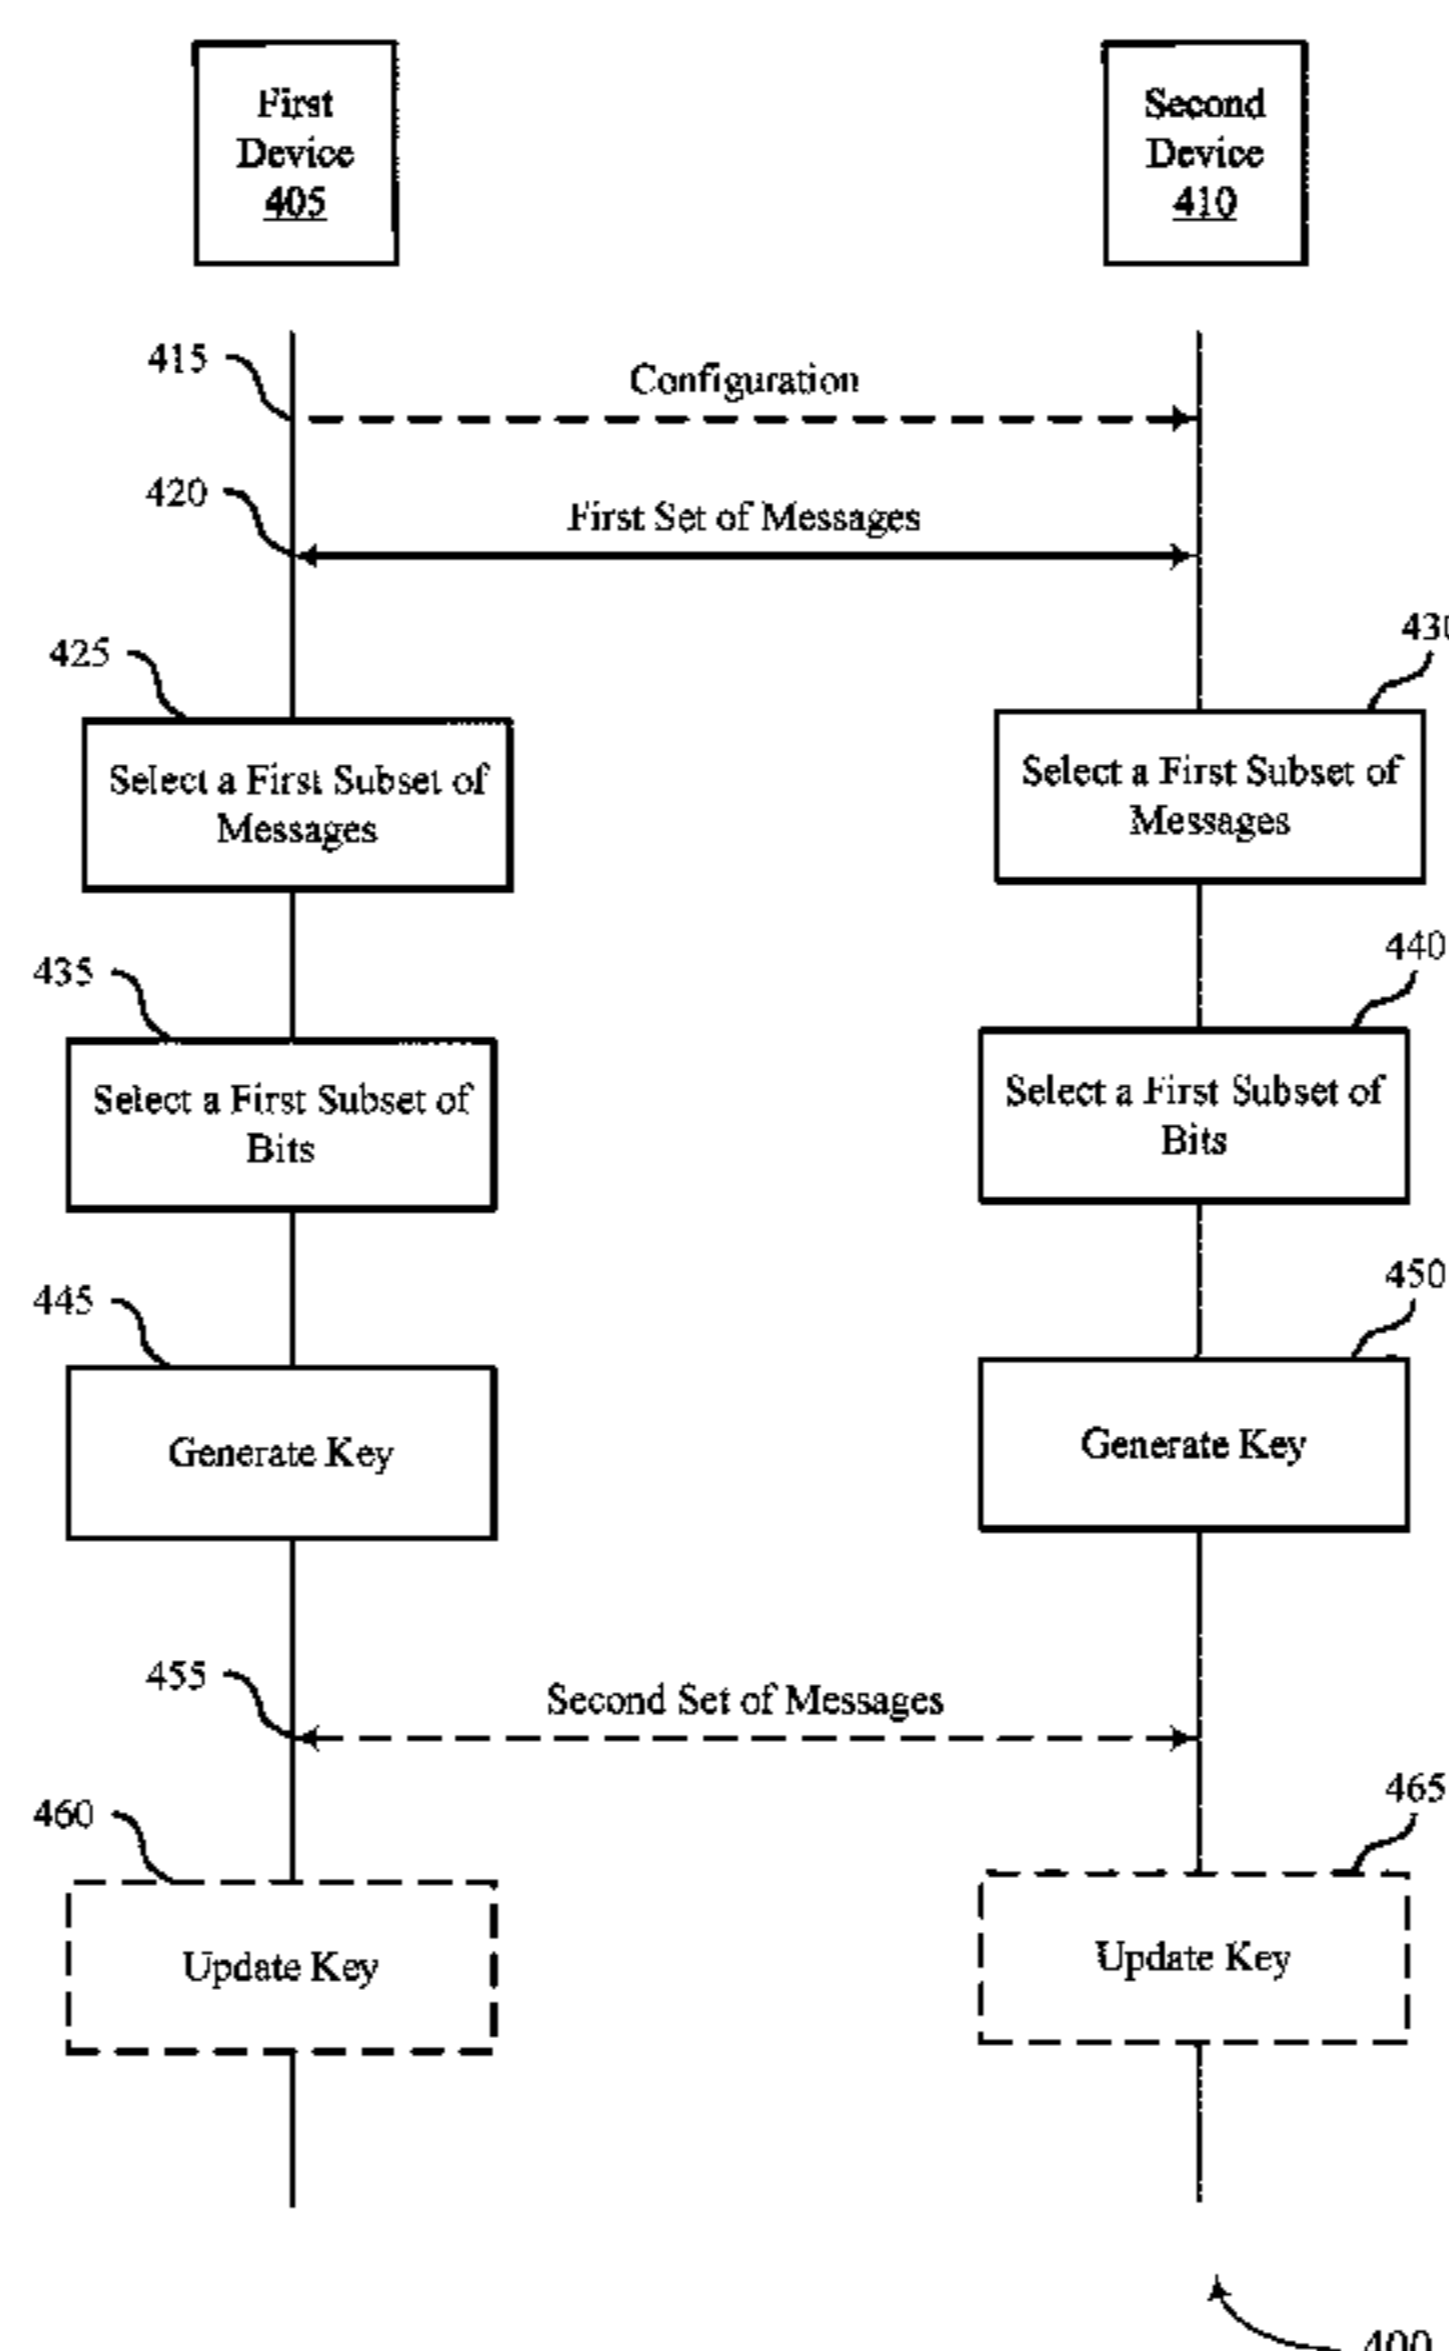 First
Device
405
Second
Device
410
415
Configuration
420
First Set of Messages
425
430
Select a First Subset of
Messages
Select a First Subset of
Messages
435
440
Select a First Subset of
Bits
Select a First Subset of
Bits
445
450
Generate Key
Generate Key
455
Second Set of Messages
460
465
Update Key
Update Key
400